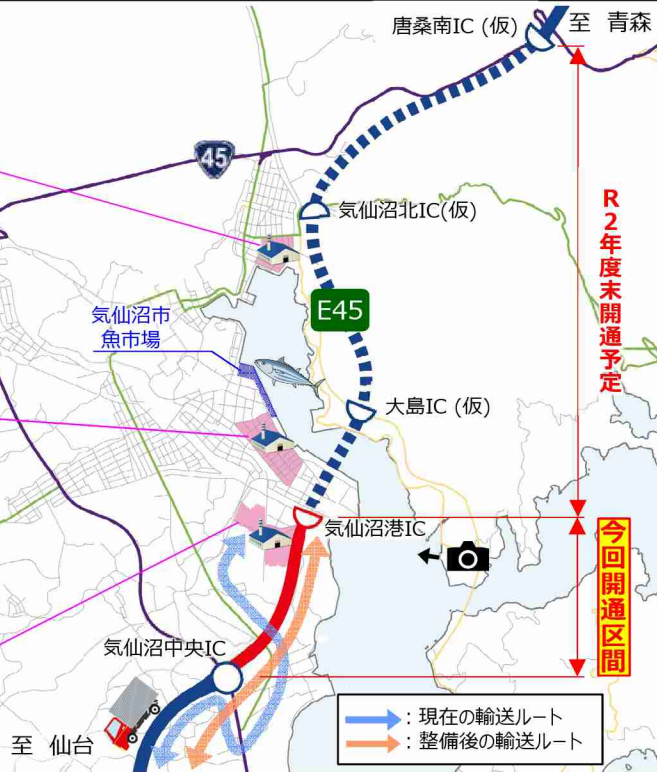 唐桑南IC (仮)
至 青森
45
気仙沼北IC(仮)
R2年度末開通予定
E45
気仙沼市
魚市場
大島IC (仮)
気仙沼港IC
今回開通区間
気仙沼中央IC
至 仙台
：現在の輸送ルート
：整備後の輸送ルート